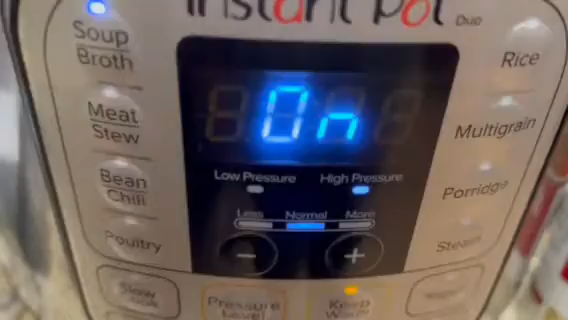 Instant Pot Duo
Soup
Broth
Rice
On
Meat
Stew
Multigrain
Low Pressure High Pressure
Bean
Chili
Porridge
Less Normal More
Poultry
- +
Steam
Slow
Pressure
Level
Keep
Warm